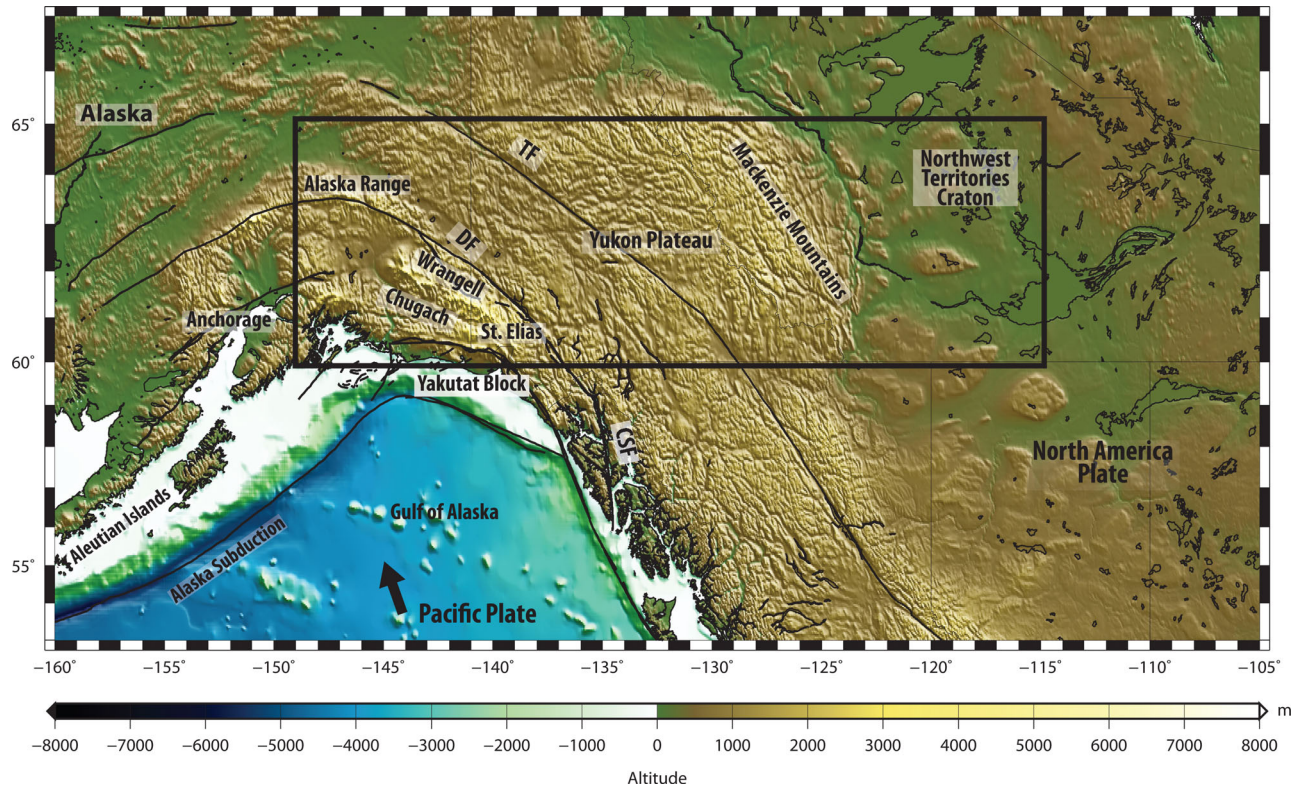 Alaska
65°
TF
Mackenzie Mountains
Northwest
Territories
Craton
Alaska Range
DF
Yukon Plateau
Wrangell
Chugach
St. Elias
Anchorage
60°
Yakutat Block
CSF
North America
Plate
Gulf of Alaska
Aleutian Islands
Alaska Subduction
55°
Pacific Plate
−160° −155° −150° −145° −140° −135° −130° −125° −120° −115° −110° −105°
m
−8000 −7000 −6000 −5000 −4000 −3000 −2000 −1000 0 1000 2000 3000 4000 5000 6000 7000 8000
Altitude